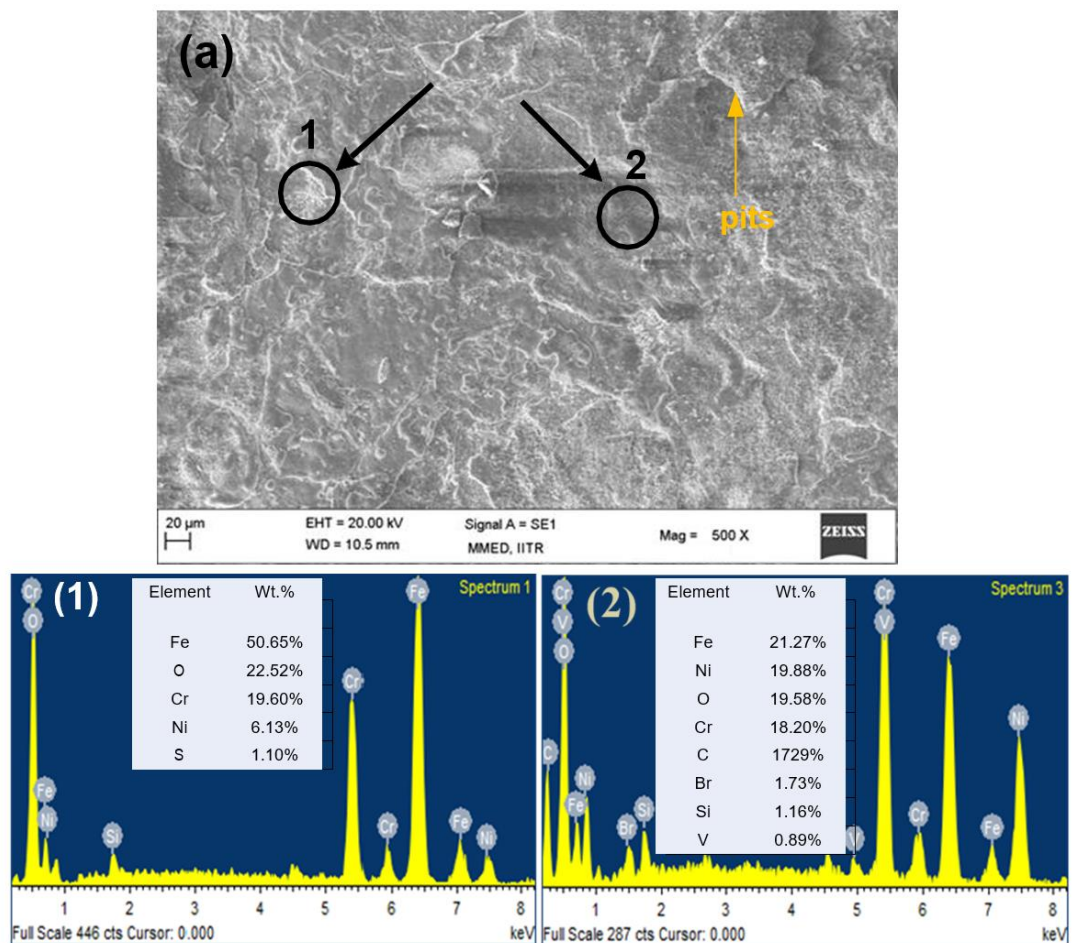 (a)
1
2
pits
20 µm
EHT = 20.00 kV
WD = 10.5 mm
Signal A = SE1
MMED, IITR
Mag = 500 X
ZEISS
(1)
Spectrum 1
Element Wt.%
Fe 50.65%
O 22.52%
Cr 19.60%
Ni 6.13%
S 1.10%
Cr
O
Fe
Ni
Si
Cr
Cr
Fe
Fe
Ni
1 2 3 4 5 6 7 8
Full Scale 446 cts Cursor: 0.000 keV
(2)
Spectrum 3
Element Wt.%
Fe 21.27%
Ni 19.88%
O 19.58%
Cr 18.20%
C 1729%
Br 1.73%
Si 1.16%
V 0.89%
Cr
V
O
C
Fe
Ni
Br
Si
V
Cr
V
Cr
Fe
Fe
Ni
1 2 3 4 5 6 7 8
Full Scale 287 cts Cursor: 0.000 keV